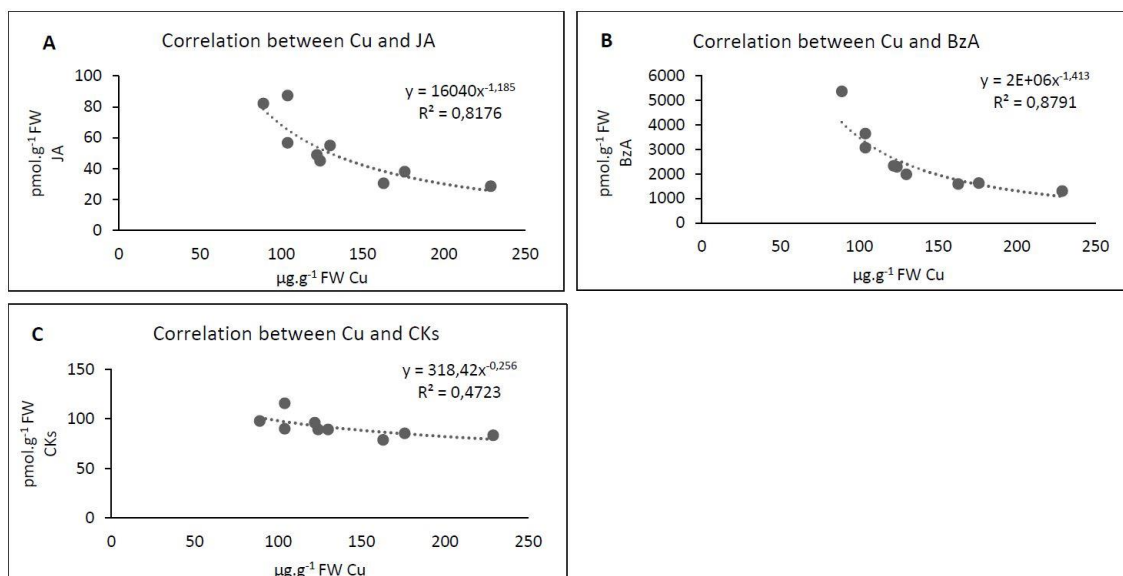 A
Correlation between Cu and JA
y = 16040x⁻¹,¹⁸⁵
R² = 0,8176
pmol.g⁻¹ FW
JA
100
80
60
40
20
0
0 50 100 150 200 250
µg.g⁻¹ FW Cu
B
Correlation between Cu and BzA
y = 2E+06x⁻¹,⁴¹³
R² = 0,8791
pmol.g⁻¹ FW
BzA
6000
5000
4000
3000
2000
1000
0
0 50 100 150 200 250
µg.g⁻¹ FW Cu
C
Correlation between Cu and CKs
y = 318,42x⁻⁰,²⁵⁶
R² = 0,4723
pmol.g⁻¹ FW
CKs
150
100
50
0
0 50 100 150 200 250
µg.g⁻¹ FW Cu